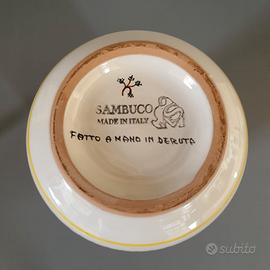 SAMBUCO
MADE IN ITALY
FATTO A MANO IN DERUTA
subito